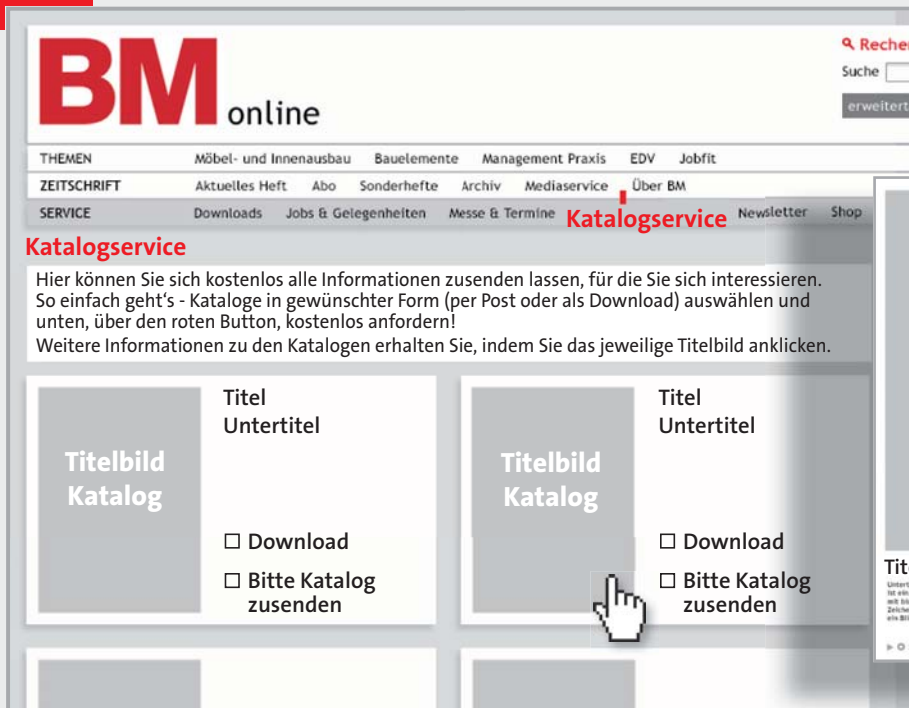 BM online
Recher
Suche
erweitert
THEMEN Möbel- und Innenausbau Bauelemente Management Praxis EDV Jobfit
ZEITSCHRIFT Aktuelles Heft Abo Sonderhefte Archiv Mediaservice Über BM
SERVICE Downloads Jobs & Gelegenheiten Messe & Termine Katalogservice Newsletter Shop
Katalogservice
Hier können Sie sich kostenlos alle Informationen zusenden lassen, für die Sie sich interessieren.
So einfach geht's - Kataloge in gewünschter Form (per Post oder als Download) auswählen und
unten, über den roten Button, kostenlos anfordern!
Weitere Informationen zu den Katalogen erhalten Sie, indem Sie das jeweilige Titelbild anklicken.
Titelbild
Katalog
Titel
Untertitel
Download
Bitte Katalog
zusenden
Titelbild
Katalog
Titel
Untertitel
Download
Bitte Katalog
zusenden
Tit